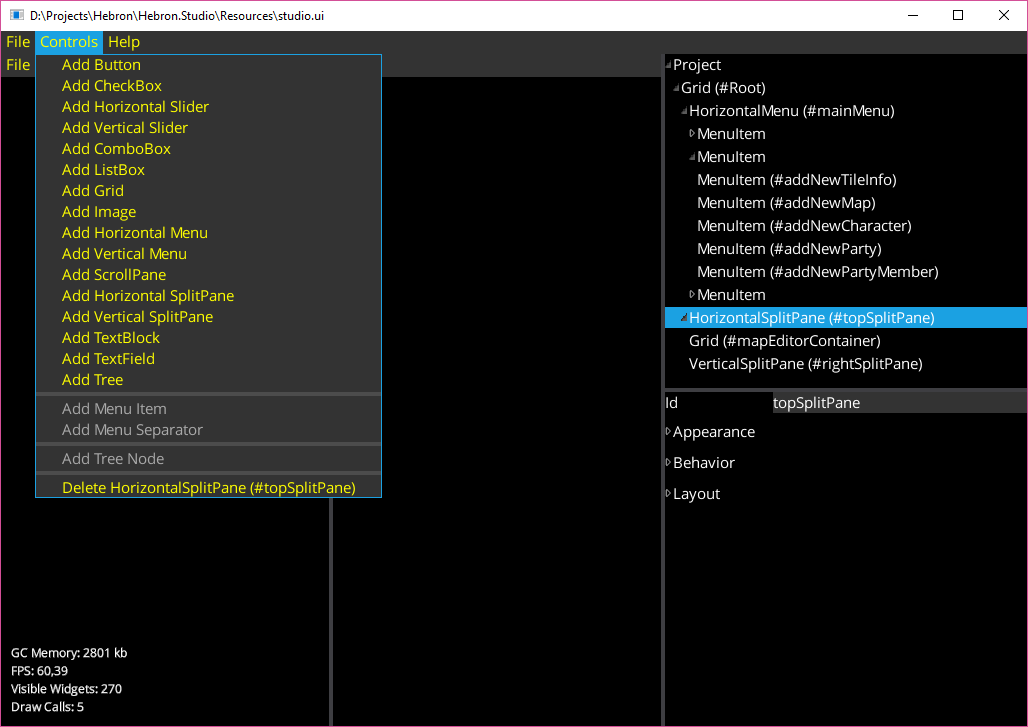 D:\Projects\Hebron\Hebron.Studio\Resources\studio.ui
File Controls Help
File
Add Button
Add CheckBox
Add Horizontal Slider
Add Vertical Slider
Add ComboBox
Add ListBox
Add Grid
Add Image
Add Horizontal Menu
Add Vertical Menu
Add ScrollPane
Add Horizontal SplitPane
Add Vertical SplitPane
Add TextBlock
Add TextField
Add Tree
Add Menu Item
Add Menu Separator
Add Tree Node
Delete HorizontalSplitPane (#topSplitPane)
Project
Grid (#Root)
HorizontalMenu (#mainMenu)
MenuItem
MenuItem
MenuItem (#addNewTileInfo)
MenuItem (#addNewMap)
MenuItem (#addNewCharacter)
MenuItem (#addNewParty)
MenuItem (#addNewPartyMember)
MenuItem
HorizontalSplitPane (#topSplitPane)
Grid (#mapEditorContainer)
VerticalSplitPane (#rightSplitPane)
Id topSplitPane
Appearance
Behavior
Layout
GC Memory: 2801 kb
FPS: 60,39
Visible Widgets: 270
Draw Calls: 5